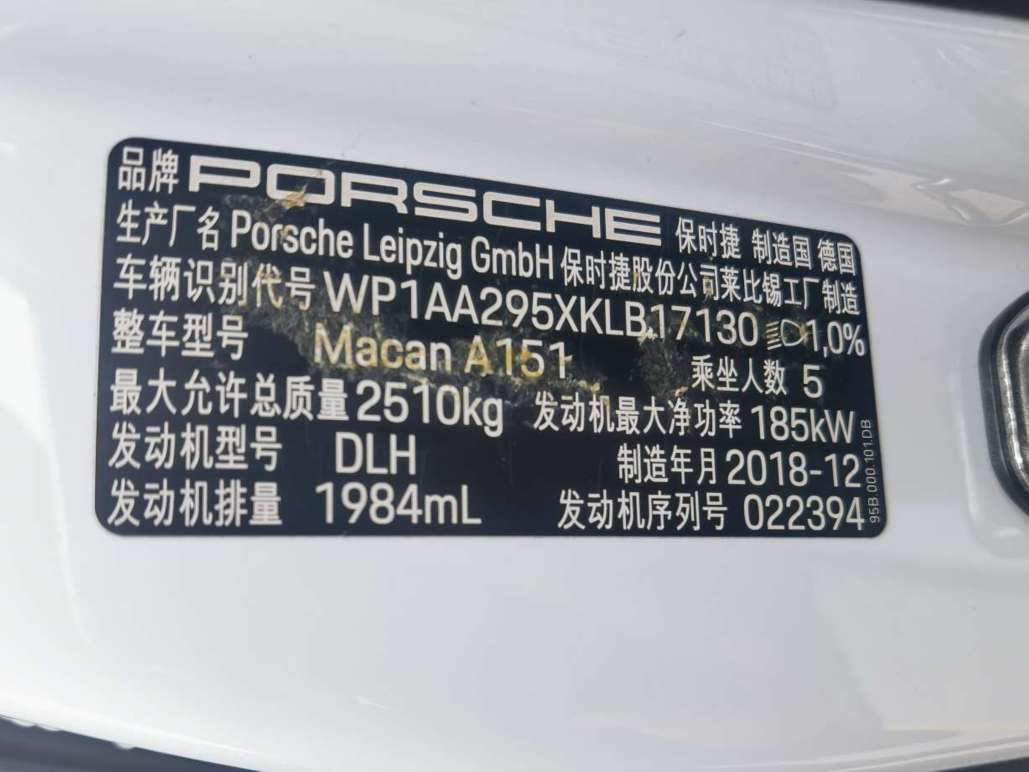 品牌 PORSCHE 保时捷 制造国 德国
生产厂名 Porsche Leipzig GmbH 保时捷股份公司莱比锡工厂制造
车辆识别代号 WP1AA295XKLB17130 1,0%
整车型号 Macan A151 乘坐人数 5
最大允许总质量 2510kg 发动机最大净功率 185kW
发动机型号 DLH 制造年月 2018-12
发动机排量 1984mL 发动机序列号 022394
95B.000.101.DB